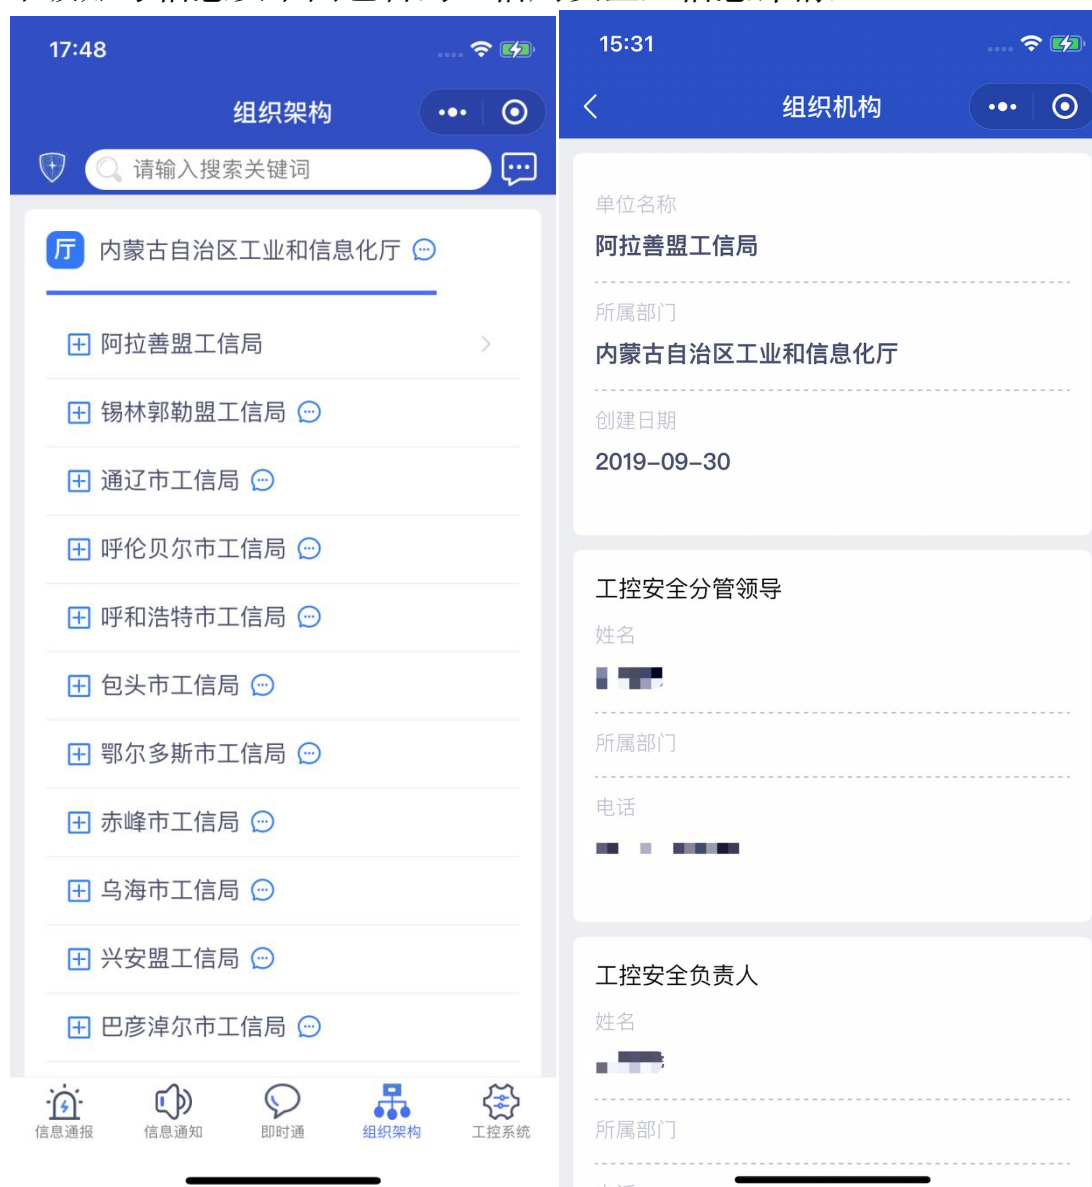 17:48
组织架构
请输入搜索关键词
厅 内蒙古自治区工业和信息化厅
阿拉善盟工信局
锡林郭勒盟工信局
通辽市工信局
呼伦贝尔市工信局
呼和浩特市工信局
包头市工信局
鄂尔多斯市工信局
赤峰市工信局
乌海市工信局
兴安盟工信局
巴彦淖尔市工信局
信息通报
信息通知
即时通
组织架构
工控系统
15:31
组织机构
单位名称
阿拉善盟工信局
所属部门
内蒙古自治区工业和信息化厅
创建日期
2019-09-30
工控安全分管领导
姓名
所属部门
电话
工控安全负责人
姓名
所属部门